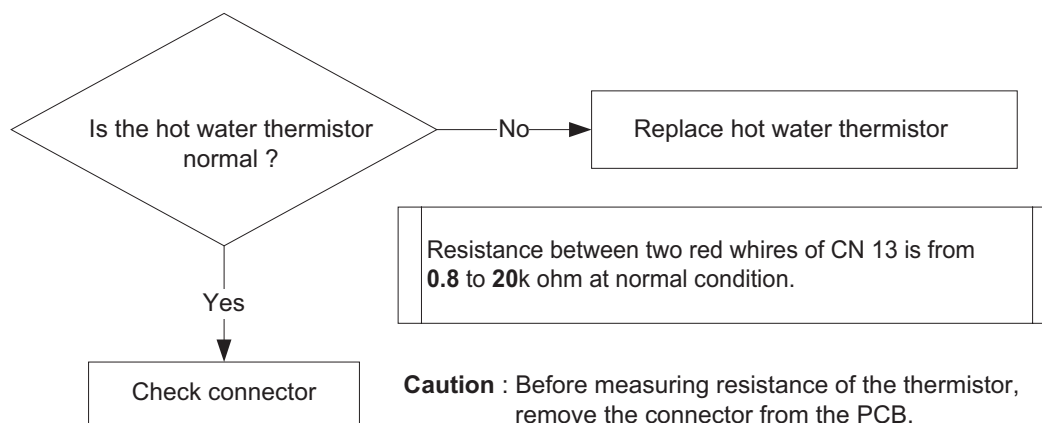 Is the hot water thermistor
normal ?
No
Replace hot water thermistor
Resistance between two red whires of CN 13 is from
0.8 to 20k ohm at normal condition.
Yes
Check connector
Caution : Before measuring resistance of the thermistor,
remove the connector from the PCB.